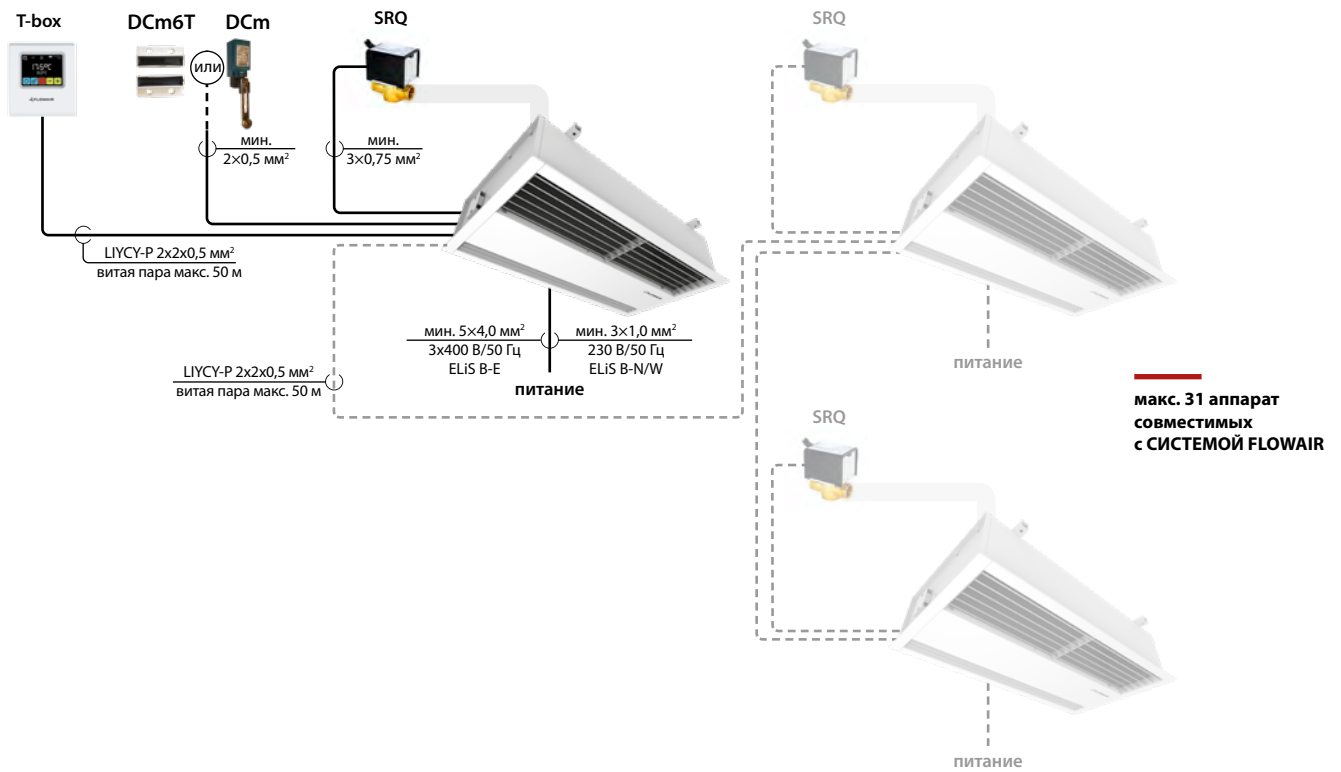 T-box
DCm6T
DCm
SRQ
SRQ
17.5°C
FLOWAIR
или
мин.
2×0,5 мм²
мин.
3×0,75 мм²
LIYCY-P 2x2x0,5 мм²
витая пара макс. 50 м
мин. 5×4,0 мм²
3x400 В/50 Гц
ELiS B-E
мин. 3×1,0 мм²
230 В/50 Гц
ELiS B-N/W
питание
LIYCY-P 2x2x0,5 мм²
витая пара макс. 50 м
питание
макс. 31 аппарат
совместимых
с СИСТЕМОЙ FLOWAIR
SRQ
питание